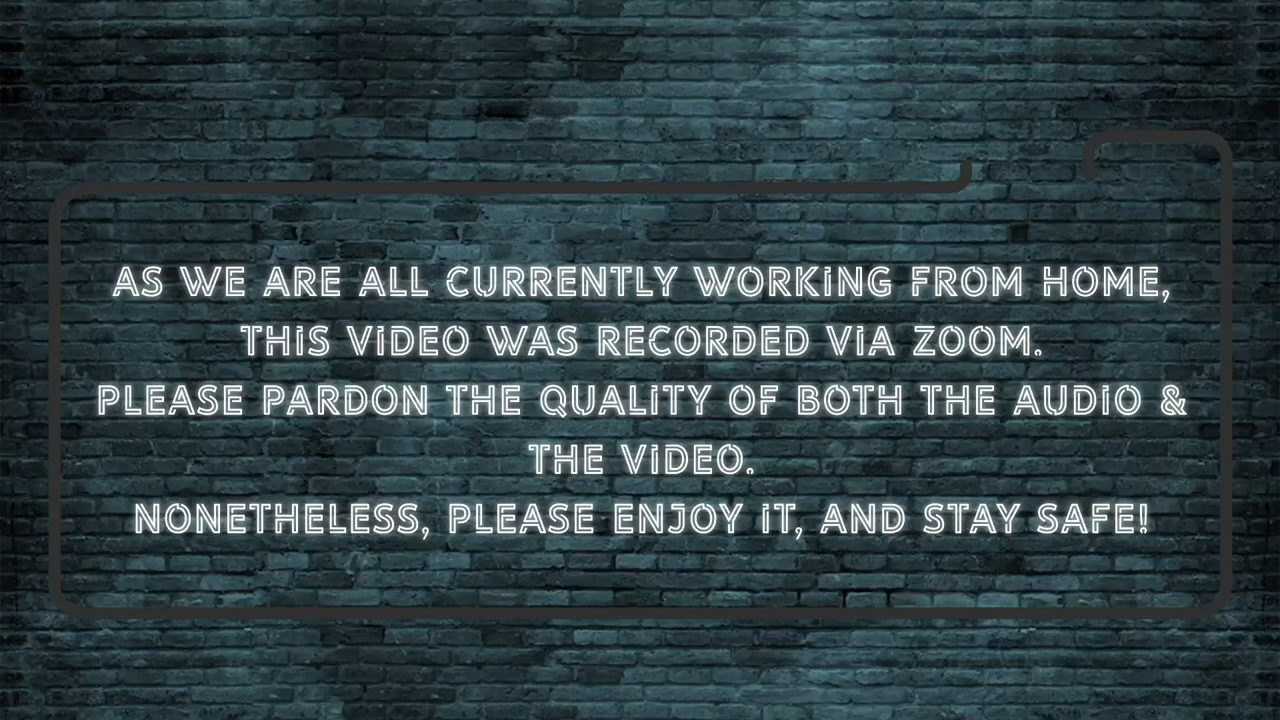 AS WE ARE ALL CURRENTLY WORKiNG FROM HOME,
THiS ViDEO WAS RECORDED ViA ZOOM.
PLEASE PARDON THE QUALiTY OF BOTH THE AUDiO &
THE ViDEO.
NONETHELESS, PLEASE ENJOY iT, AND STAY SAFE!